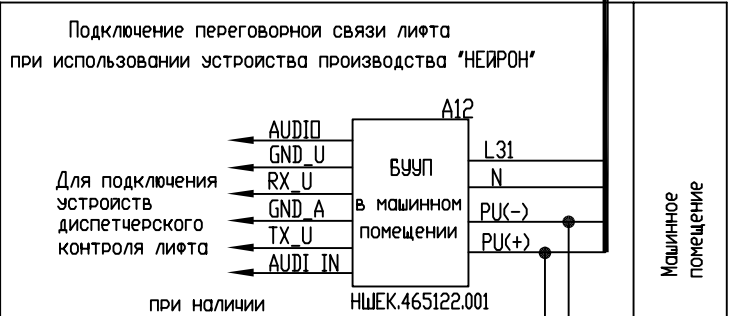 Подключение переговорной связи лифта
при использовании устройства производства "НЕЙРОН"
A12
AUDIO
GND_U
RX_U
GND_A
TX_U
AUDI IN
Для подключения
устройств
диспетчерского
контроля лифта
БУУП
в машинном
помещении
L31
N
PU(-)
PU(+)
при наличии
НШЕК.465122.001
Машинное
помещение